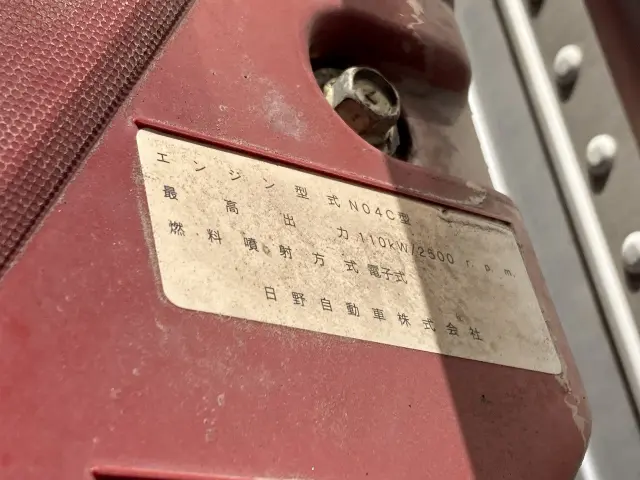 エンジン型式 N04C型
最高出力 110kW/2500 r.p.m.
燃料噴射方式 電子式
日野自動車株式会社